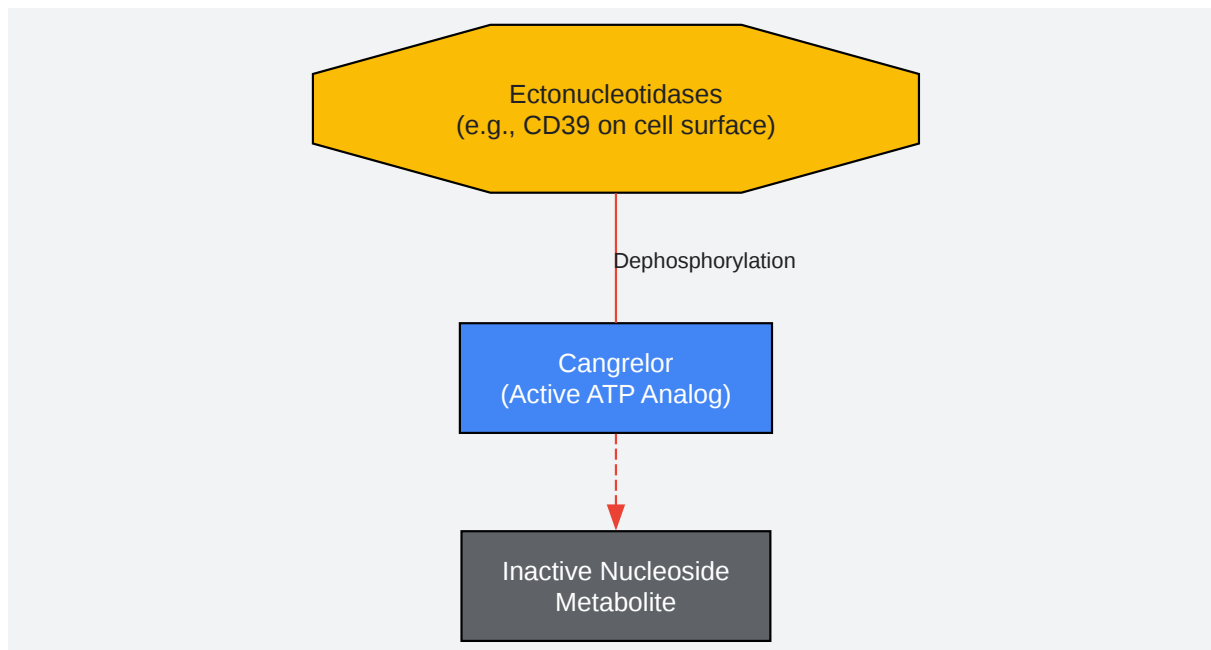 Ectonucleotidases
(e.g., CD39 on cell surface)
Dephosphorylation
Cangrelor
(Active ATP Analog)
Inactive Nucleoside
Metabolite